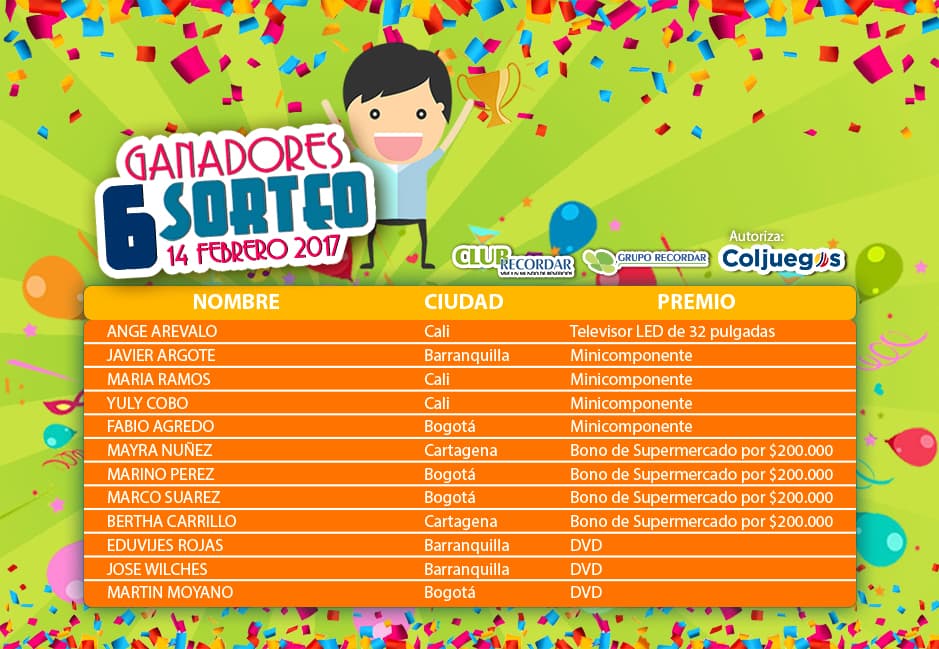 GANADORES
6 SORTEO
14 FEBRERO 2017
Autoriza:
CLUB RECORDAR
GRUPO RECORDAR
Coljuegos
NOMBRE CIUDAD PREMIO
ANGE AREVALO Cali Televisor LED de 32 pulgadas
JAVIER ARGOTE Barranquilla Minicomponente
MARIA RAMOS Cali Minicomponente
YULY COBO Cali Minicomponente
FABIO AGREDO Bogotá Minicomponente
MAYRA NUÑEZ Cartagena Bono de Supermercado por $200.000
MARINO PEREZ Bogotá Bono de Supermercado por $200.000
MARCO SUAREZ Bogotá Bono de Supermercado por $200.000
BERTHA CARRILLO Cartagena Bono de Supermercado por $200.000
EDUVIJES ROJAS Barranquilla DVD
JOSE WILCHES Barranquilla DVD
MARTIN MOYANO Bogotá DVD